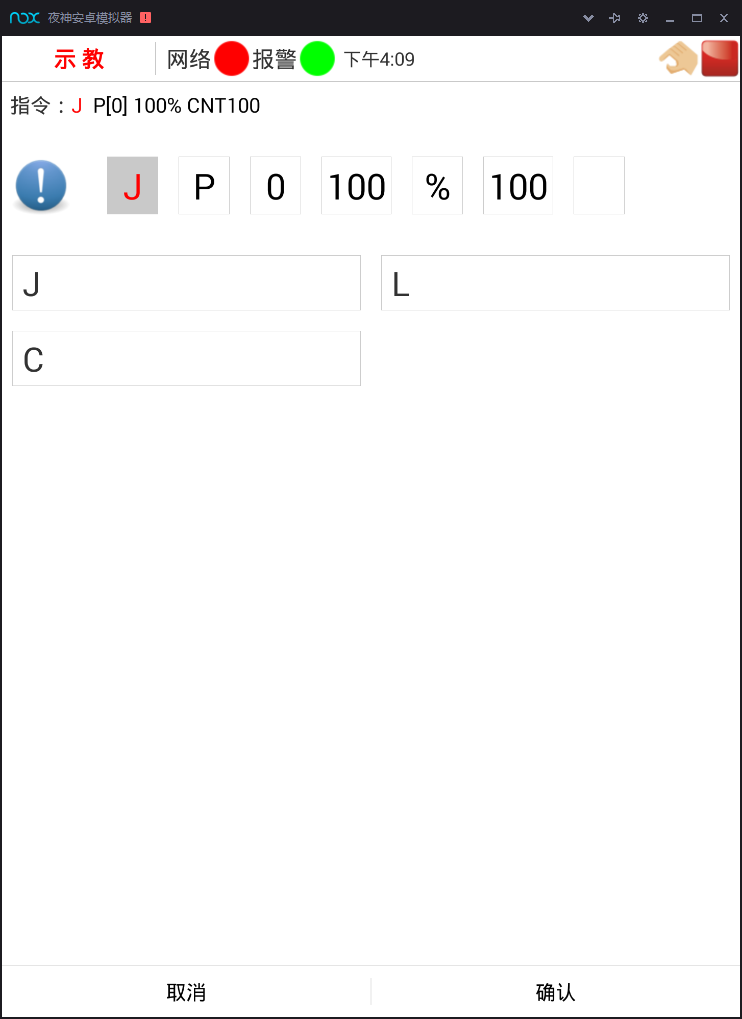 nox 夜神安卓模拟器
示 教 网络 报警 下午4:09
指令：J P[0] 100% CNT100
J P 0 100 % 100
J L
C
取消 确认